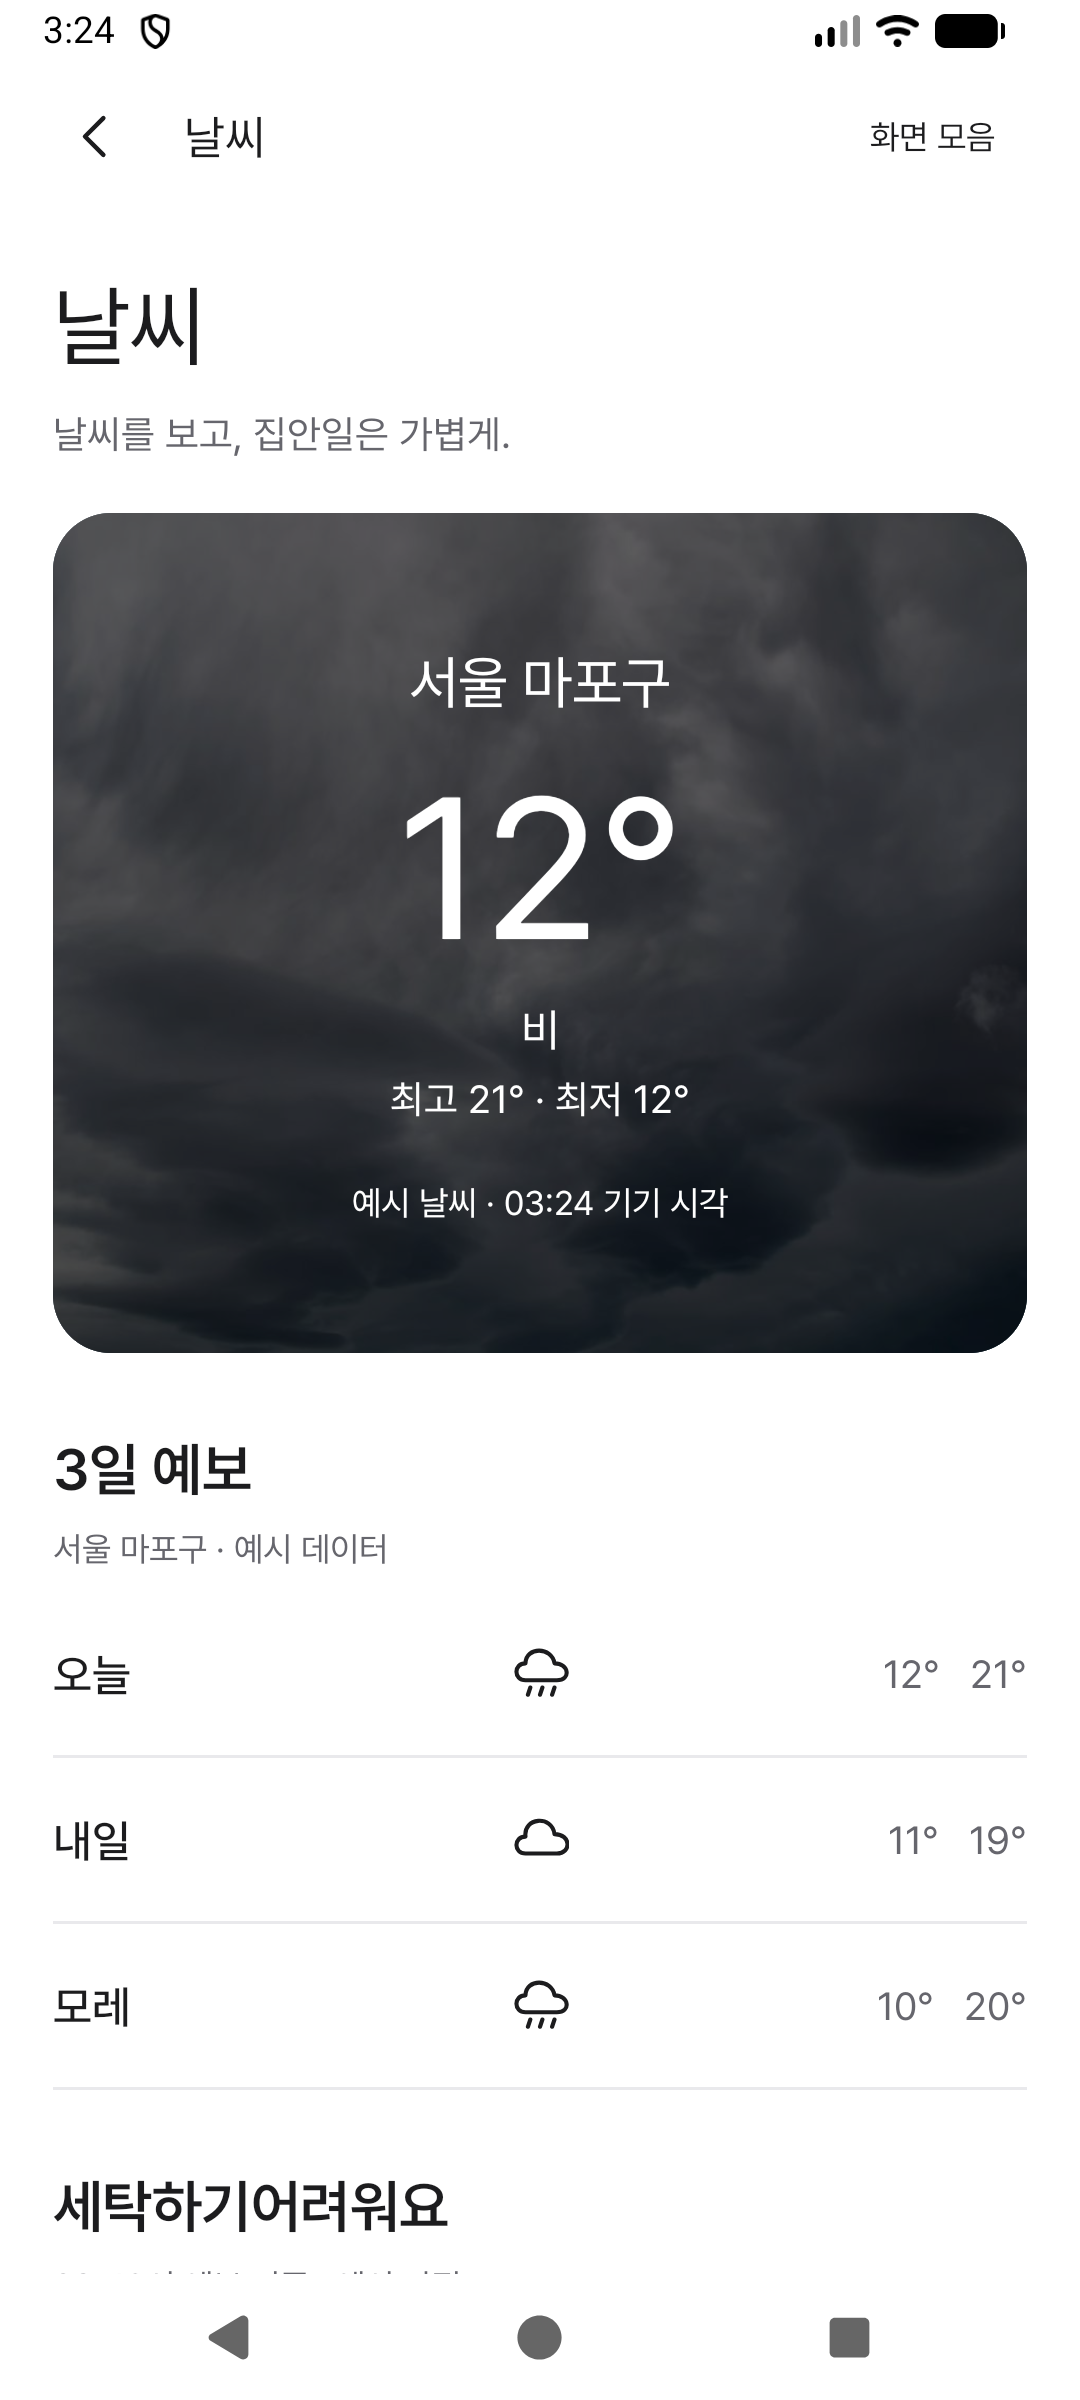 3:24
날씨
화면 모음
날씨
날씨를 보고, 집안일은 가볍게.
서울 마포구
12°
비
최고 21° · 최저 12°
예시 날씨 · 03:24 기기 시각
3일 예보
서울 마포구 · 예시 데이터
오늘 12° 21°
내일 11° 19°
모레 10° 20°
세탁하기어려워요